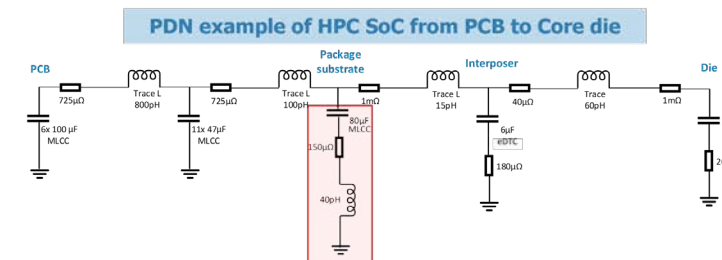 PDN example of HPC SoC from PCB to Core die
PCB
Package
substrate
Interposer
Die
725µΩ
Trace L
800pH
725µΩ
Trace L
100pH
1mΩ
Trace L
15pH
40µΩ
Trace
60pH
1mΩ
6x 100 µF
MLCC
11x 47µF
MLCC
80µF
MLCC
150µΩ
40pH
6µF
eDTC
180µΩ